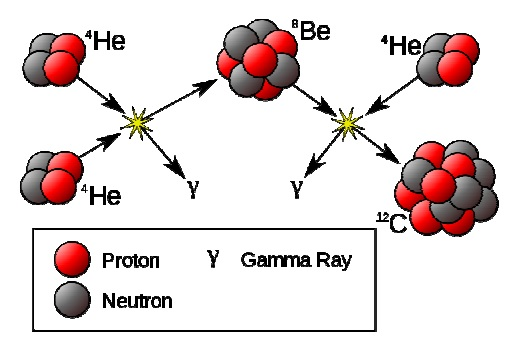 ⁴He
⁸Be
⁴He
⁴He
γ
γ
¹²C
Proton
γ Gamma Ray
Neutron